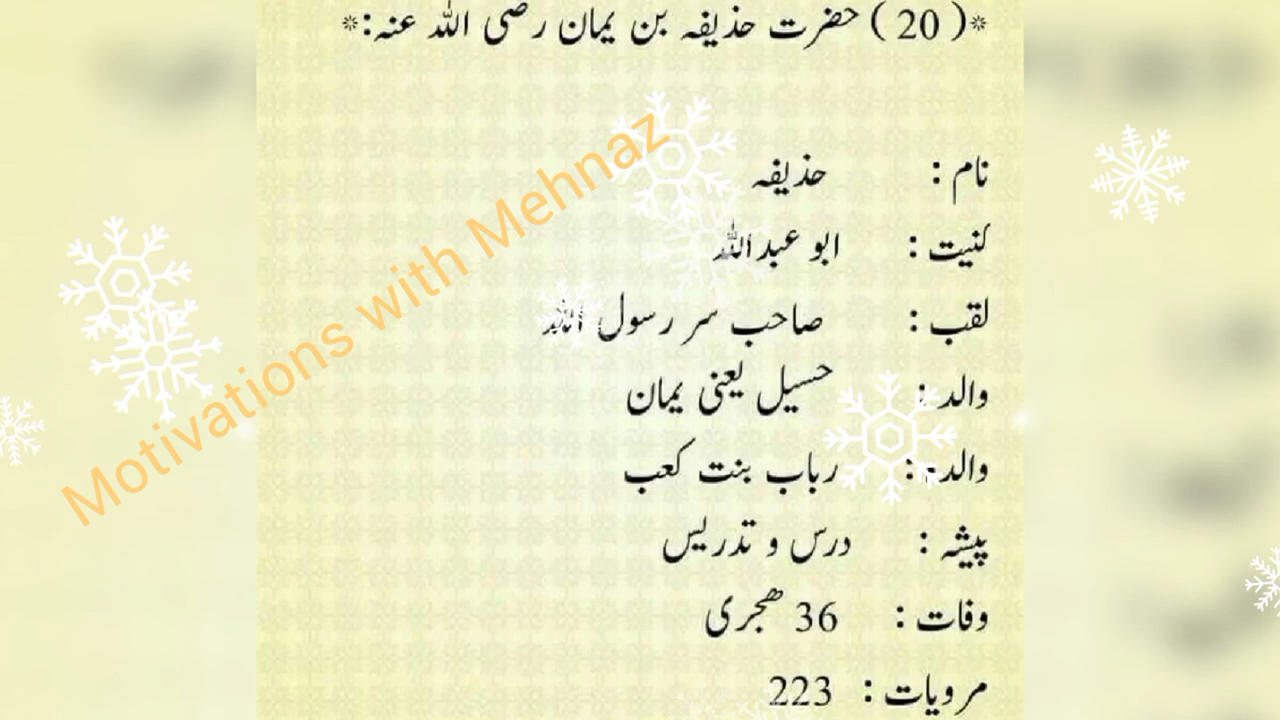 *( 20 ) حضرت حذیفہ بن یمان رضی اللہ عنہ:*
نام : حذیفہ
کنیت : ابو عبداللہ
لقب : صاحب سر رسول اللہ
والد : حسیل یعنی یمان
والدہ : رباب بنت کعب
پیشہ : درس و تدریس
وفات : 36 ھجری
مرویات : 223
Motivations with Mehnaz